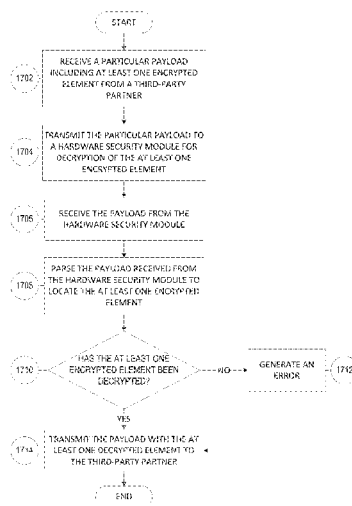 START
1702
RECEIVE A PARTICULAR PAYLOAD
INCLUDING AT LEAST ONE ENCRYPTED
ELEMENT FROM A THIRD-PARTY
PARTNER
1704
TRANSMIT THE PARTICULAR PAYLOAD TO
A HARDWARE SECURITY MODULE FOR
DECRYPTION OF THE AT LEAST ONE
ENCRYPTED ELEMENT
1706
RECEIVE THE PAYLOAD FROM THE
HARDWARE SECURITY MODULE
1708
PARSE THE PAYLOAD RECEIVED FROM
THE HARDWARE SECURITY MODULE TO
LOCATE THE AT LEAST ONE ENCRYPTED
ELEMENT
1710
HAS THE AT LEAST ONE
ENCRYPTED ELEMENT BEEN
DECRYPTED?
NO
GENERATE AN
ERROR
1712
YES
1714
TRANSMIT THE PAYLOAD WITH THE AT
LEAST ONE DECRYPTED ELEMENT TO
THE THIRD-PARTY PARTNER
END